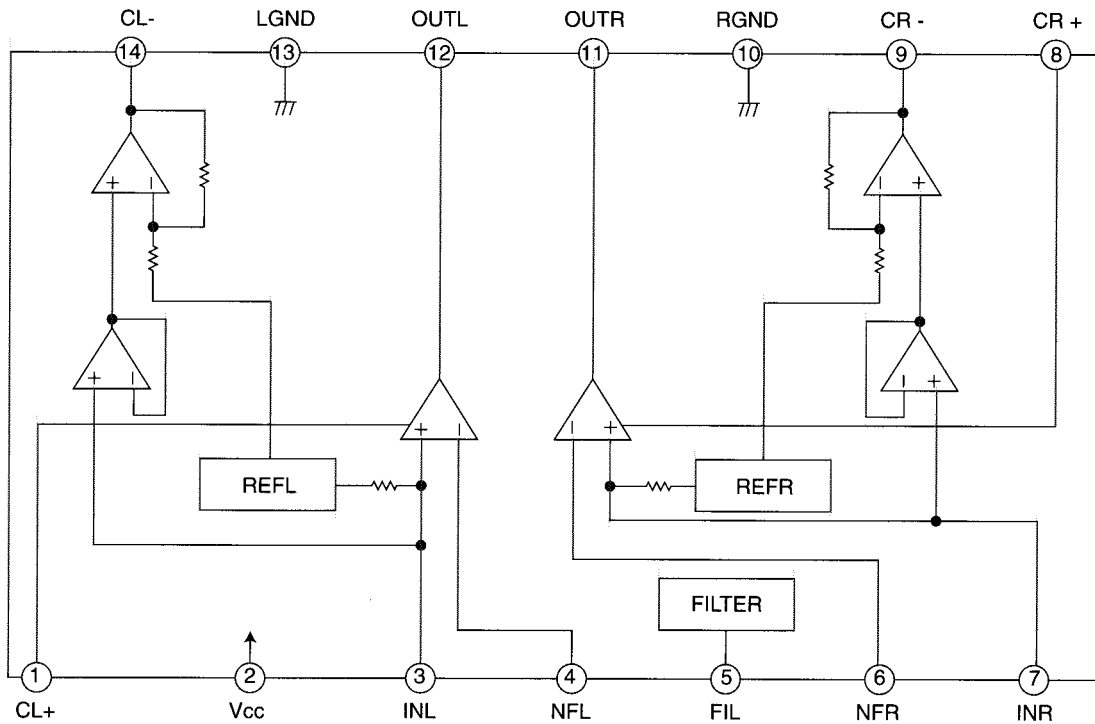 CL- LGND OUTL OUTR RGND CR - CR +
14 13 12 11 10 9 8
+ − − +
+ − − +
+ − − +
REFL REFR
FILTER
1 2 3 4 5 6 7
CL+ Vcc INL NFL FIL NFR INR